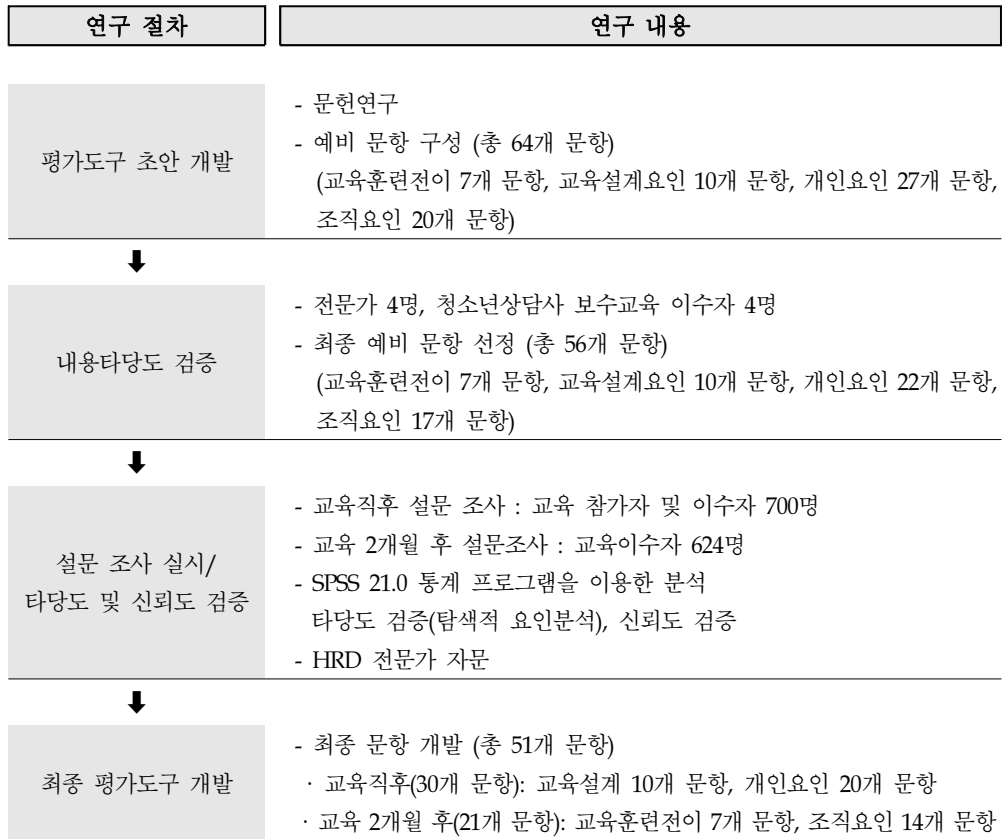 연구 절차
연구 내용
평가도구 초안 개발
- 문헌연구
- 예비 문항 구성 (총 64개 문항)
(교육훈련전이 7개 문항, 교육설계요인 10개 문항, 개인요인 27개 문항,
조직요인 20개 문항)
내용타당도 검증
- 전문가 4명, 청소년상담사 보수교육 이수자 4명
- 최종 예비 문항 선정 (총 56개 문항)
(교육훈련전이 7개 문항, 교육설계요인 10개 문항, 개인요인 22개 문항,
조직요인 17개 문항)
설문 조사 실시/
타당도 및 신뢰도 검증
- 교육직후 설문 조사 : 교육 참가자 및 이수자 700명
- 교육 2개월 후 설문조사 : 교육이수자 624명
- SPSS 21.0 통계 프로그램을 이용한 분석
타당도 검증(탐색적 요인분석), 신뢰도 검증
- HRD 전문가 자문
최종 평가도구 개발
- 최종 문항 개발 (총 51개 문항)
· 교육직후(30개 문항): 교육설계 10개 문항, 개인요인 20개 문항
· 교육 2개월 후(21개 문항): 교육훈련전이 7개 문항, 조직요인 14개 문항